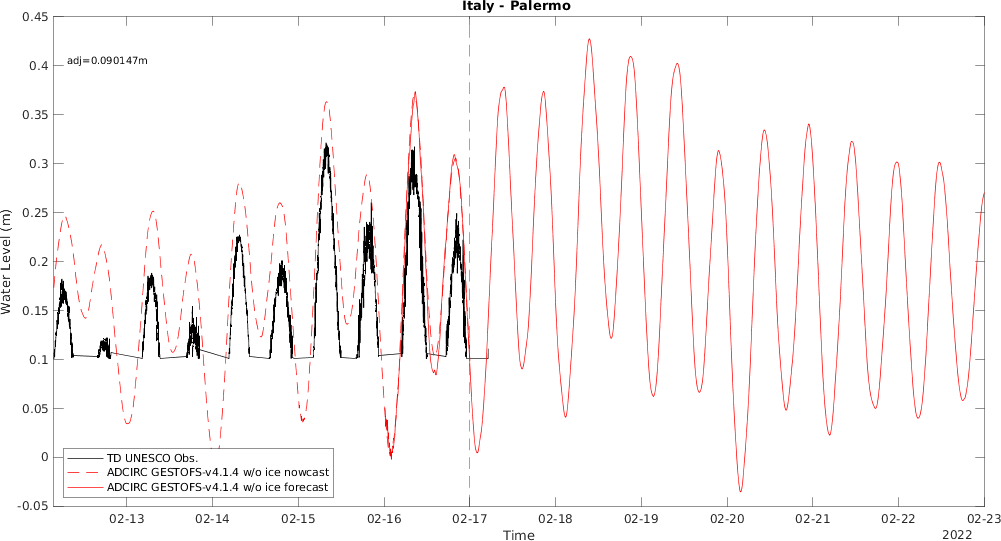 Italy - Palermo
0.45
0.4
0.35
0.3
0.25
0.2
0.15
0.1
0.05
0
-0.05
Water Level (m)
adj=0.090147m
TD UNESCO Obs.
ADCIRC GESTOFS-v4.1.4 w/o ice nowcast
ADCIRC GESTOFS-v4.1.4 w/o ice forecast
02-13 02-14 02-15 02-16 02-17 02-18 02-19 02-20 02-21 02-22 02-23
Time
2022